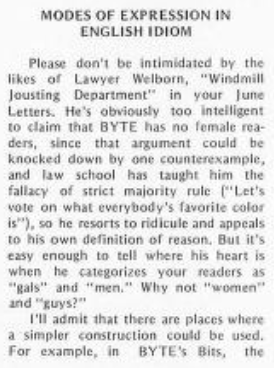 MODES OF EXPRESSION IN
ENGLISH IDIOM
Please don't be intimidated by the
likes of Lawyer Welborn, "Windmill
Jousting Department" in your June
Letters. He's obviously too intelligent
to claim that BYTE has no female rea-
ders, since that argument could be
knocked down by one counterexample,
and law school has taught him the
fallacy of strict majority rule ("Let's
vote on what everybody's favorite color
is"), so he resorts to ridicule and appeals
to his own definition of reason. But it's
easy enough to tell where his heart is
when he categorizes your readers as
"gals" and "men." Why not "women"
and "guys?"
I'll admit that there are places where
a simpler construction could be used.
For example, in BYTE's Bits, the